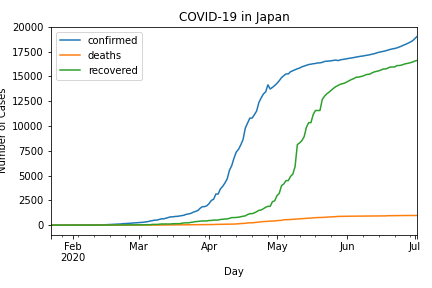 COVID-19 in Japan
confirmed
deaths
recovered
20000
17500
15000
12500
10000
7500
5000
2500
0
Number of Cases
Feb
2020
Mar
Apr
May
Jun
Jul
Day